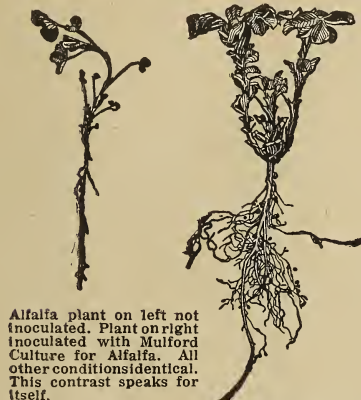 Alfalfa plant on left not
inoculated. Plant on right
inoculated with Mulford
Culture for Alfalfa. All
other conditions identical.
This contrast speaks for
itself.